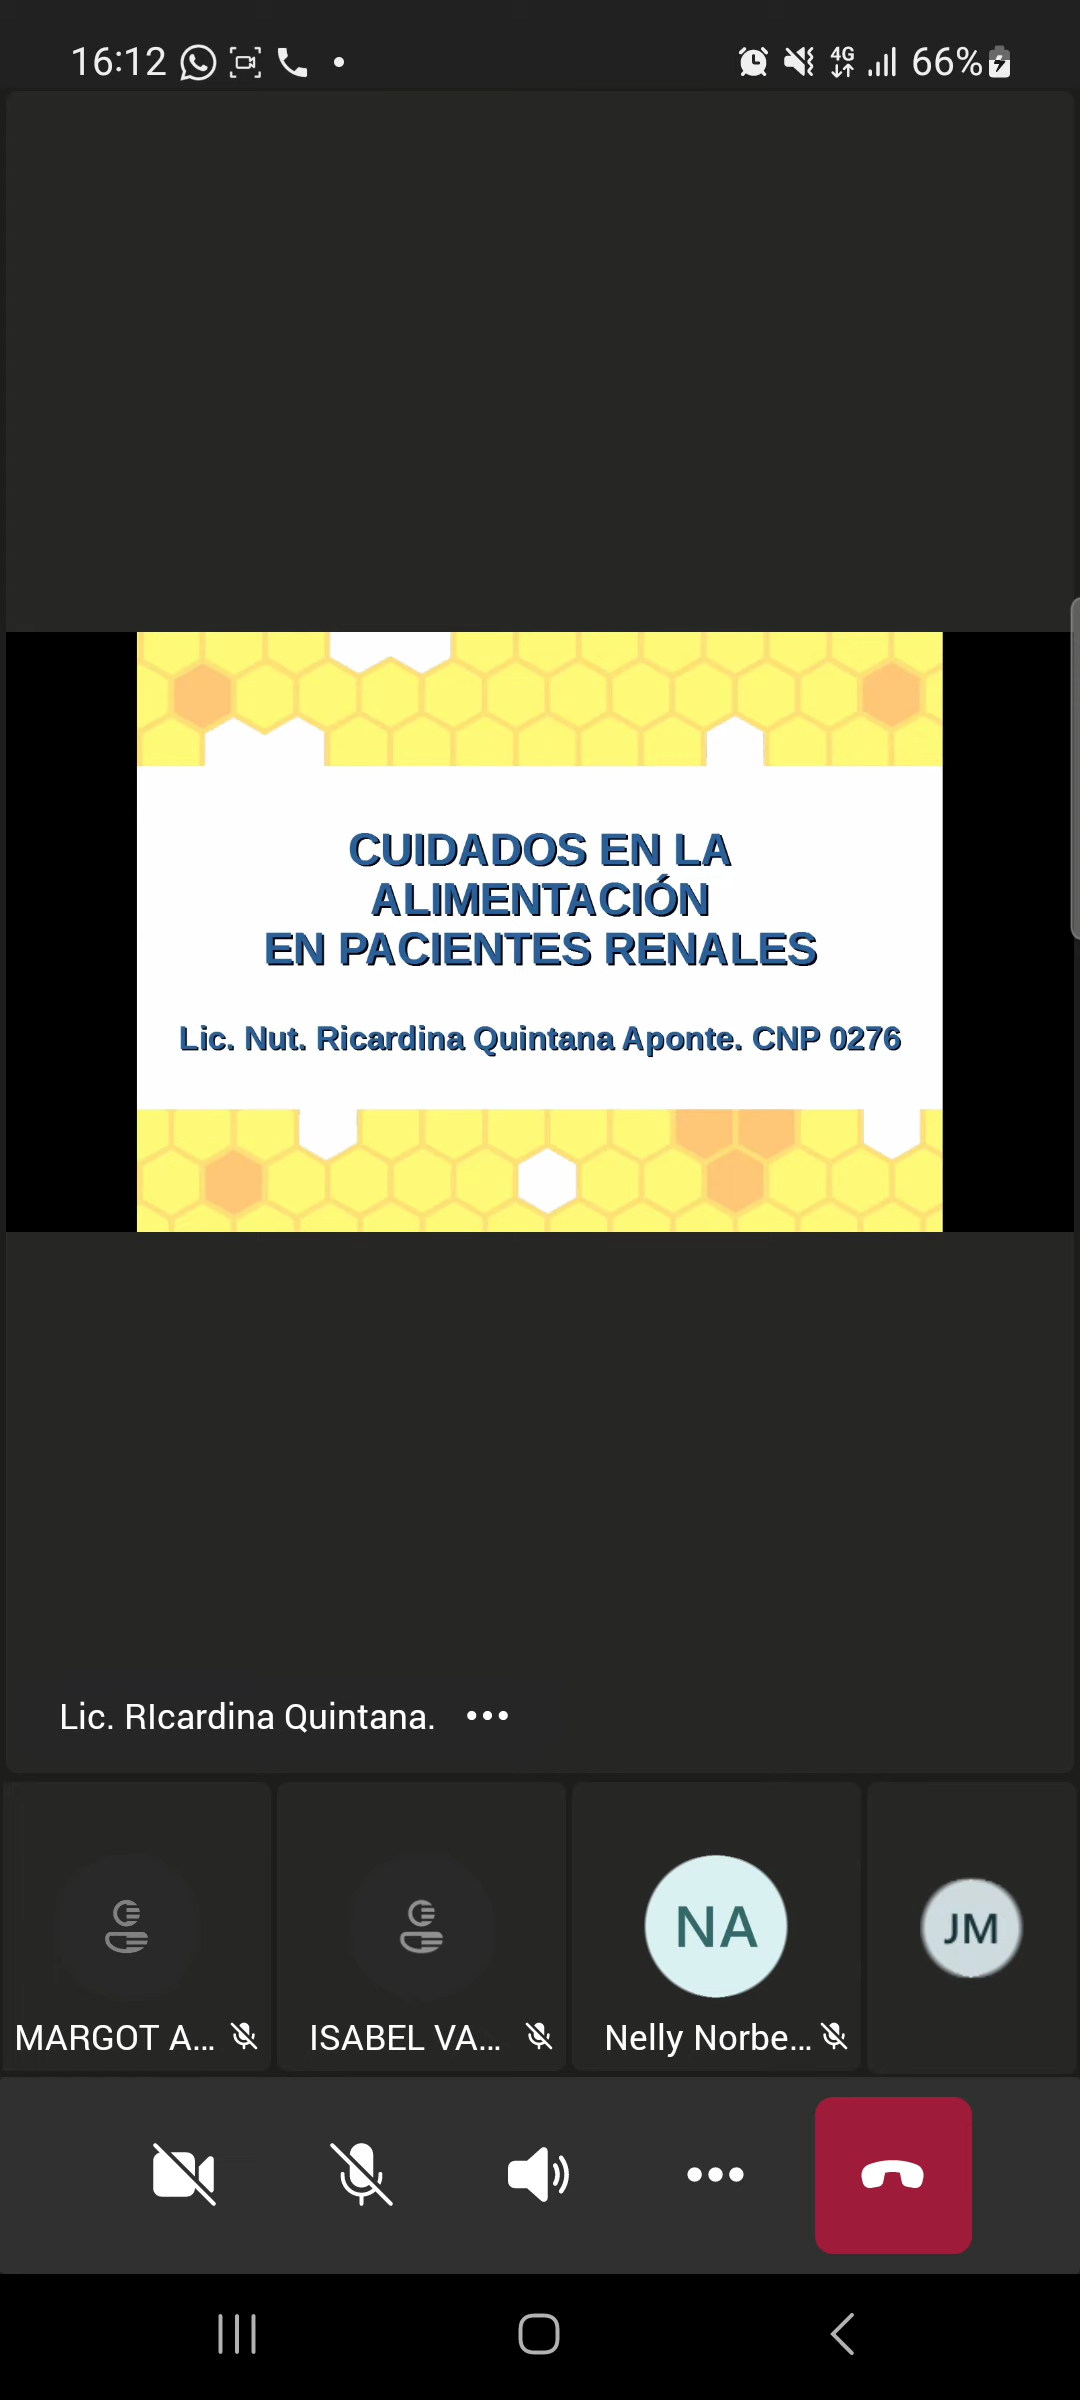 16:12
4G
66%
CUIDADOS EN LA
ALIMENTACIÓN
EN PACIENTES RENALES
Lic. Nut. Ricardina Quintana Aponte. CNP 0276
Lic. RIcardina Quintana.
NA
JM
MARGOT A...
ISABEL VA...
Nelly Norbe...